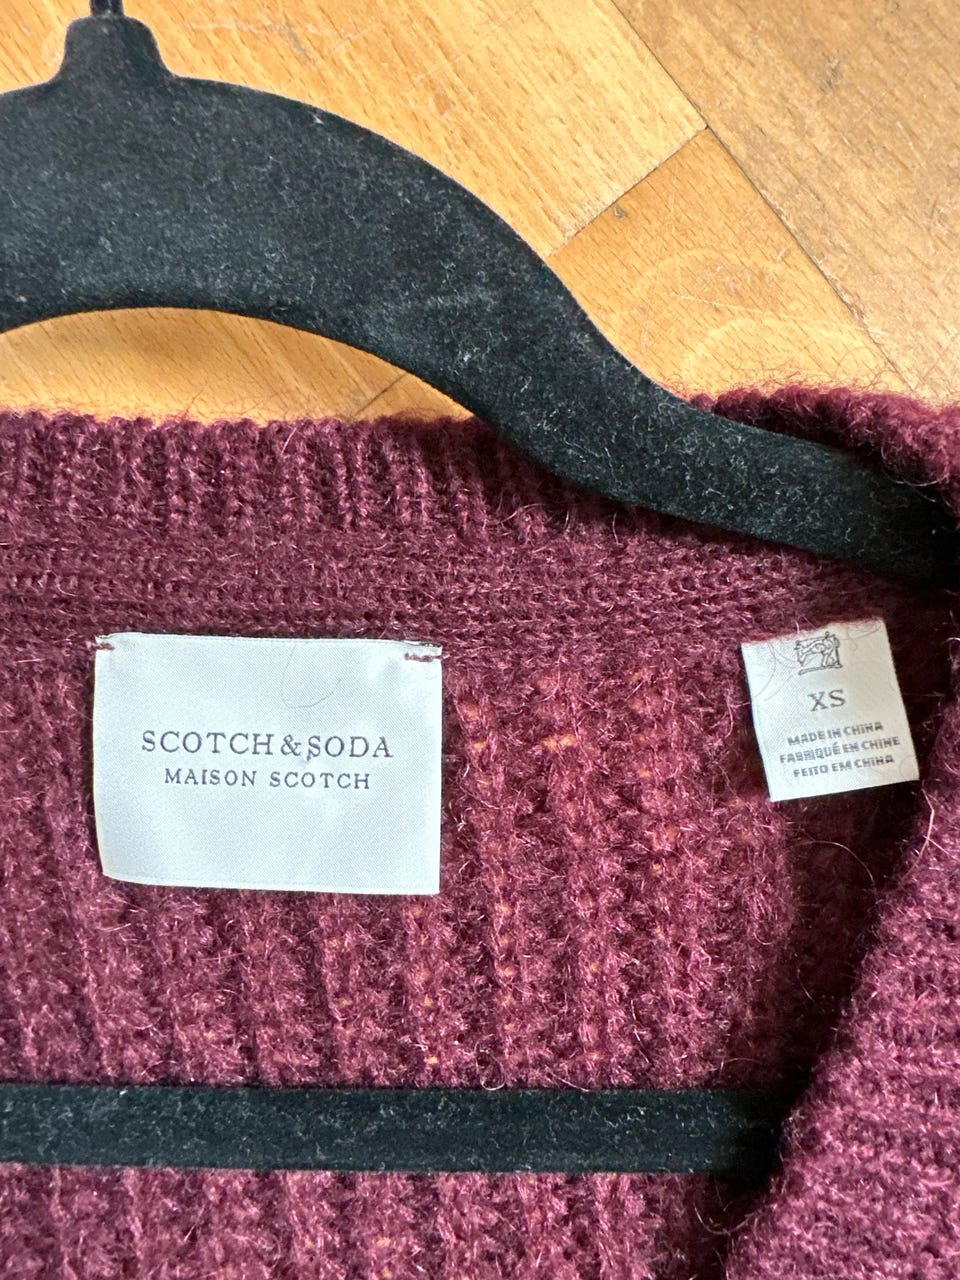 SCOTCH & SODA
MAISON SCOTCH
XS
MADE IN CHINA
FABRIQUÉ EN CHINE
FEITO EM CHINA